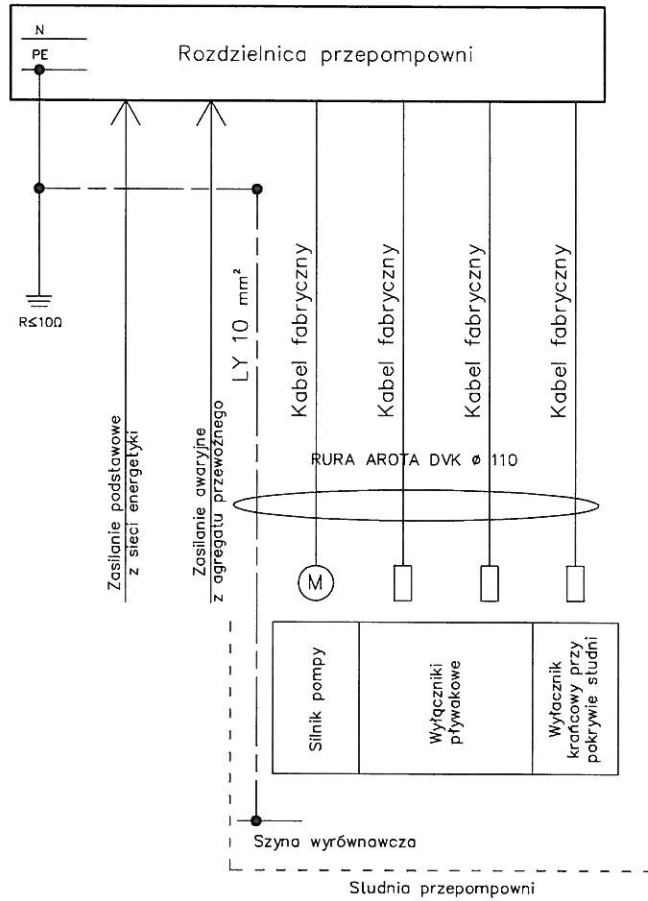 N
PE
Rozdzielnica przepompowni
R≤10Ω
Zasilanie podstawowe
z sieci energetyki
Zasilanie awaryjne
z agregatu przewoźnego
LY 10 mm²
Kabel fabryczny
Kabel fabryczny
Kabel fabryczny
Kabel fabryczny
RURA AROTA DVK ø 110
M
Silnik pompy
Wyłączniki
pływakowe
Wyłacznik
krańcowy przy
pokrywie studni
Szyna wyrównawcza
Studnia przepompowni